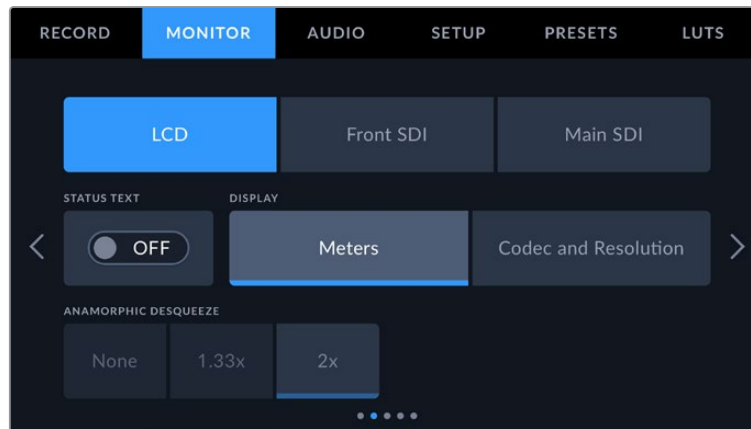 RECORD MONITOR AUDIO SETUP PRESETS LUTS
LCD Front SDI Main SDI
STATUS TEXT DISPLAY
OFF Meters Codec and Resolution
ANAMORPHIC DESQUEEZE
None 1.33x 2x